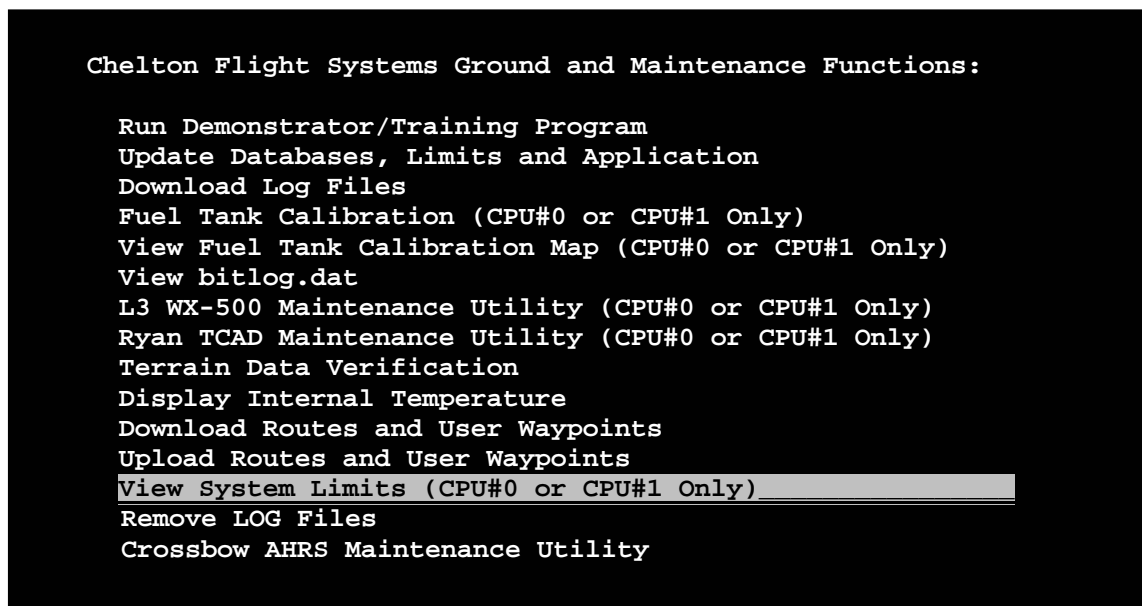 Chelton Flight Systems Ground and Maintenance Functions:
Run Demonstrator/Training Program
Update Databases, Limits and Application
Download Log Files
Fuel Tank Calibration (CPU#0 or CPU#1 Only)
View Fuel Tank Calibration Map (CPU#0 or CPU#1 Only)
View bitlog.dat
L3 WX-500 Maintenance Utility (CPU#0 or CPU#1 Only)
Ryan TCAD Maintenance Utility (CPU#0 or CPU#1 Only)
Terrain Data Verification
Display Internal Temperature
Download Routes and User Waypoints
Upload Routes and User Waypoints
View System Limits (CPU#0 or CPU#1 Only)
Remove LOG Files
Crossbow AHRS Maintenance Utility